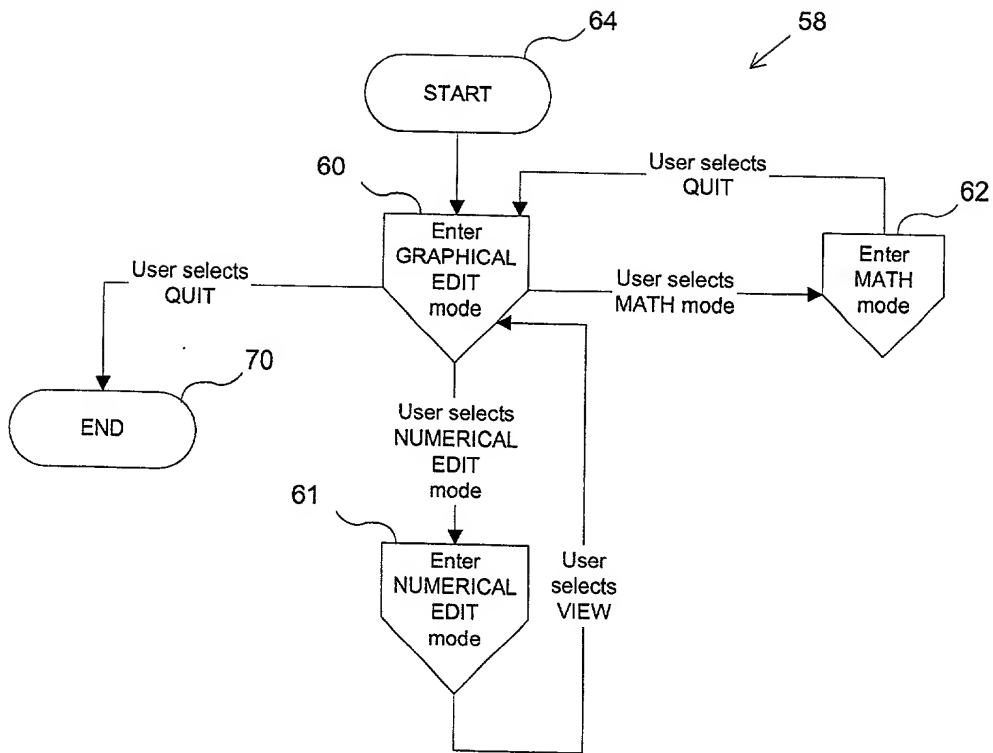 64
58
START
60
User selects
QUIT
62
Enter
GRAPHICAL
EDIT
mode
Enter
MATH
mode
User selects
QUIT
User selects
MATH mode
70
END
User selects
NUMERICAL
EDIT
mode
61
Enter
NUMERICAL
EDIT
mode
User
selects
VIEW